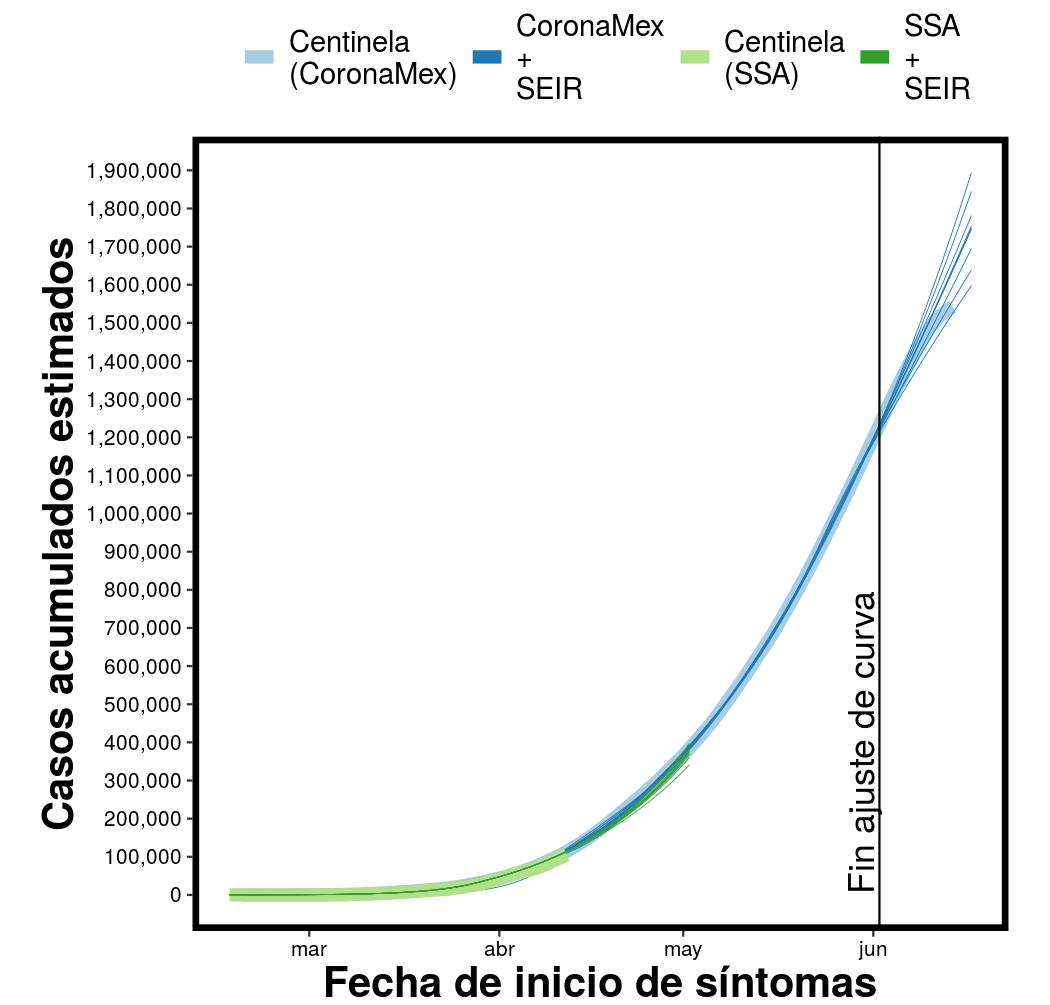 Centinela
(CoronaMex)
CoronaMex
+
SEIR
Centinela
(SSA)
SSA
+
SEIR
Casos acumulados estimados
1,900,000
1,800,000
1,700,000
1,600,000
1,500,000
1,400,000
1,300,000
1,200,000
1,100,000
1,000,000
900,000
800,000
700,000
600,000
500,000
400,000
300,000
200,000
100,000
0
Fin ajuste de curva
mar
abr
may
jun
Fecha de inicio de síntomas